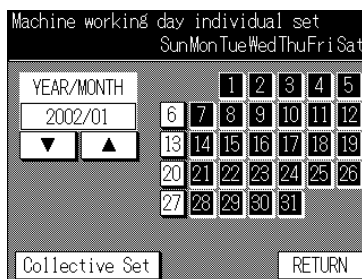 Machine working day individual set
SunMonTueWedThuFriSat
YEAR/MONTH
2002/01
▼ ▲
1 2 3 4 5
6 7 8 9 10 11 12
13 14 15 16 17 18 19
20 21 22 23 24 25 26
27 28 29 30 31
Collective Set RETURN